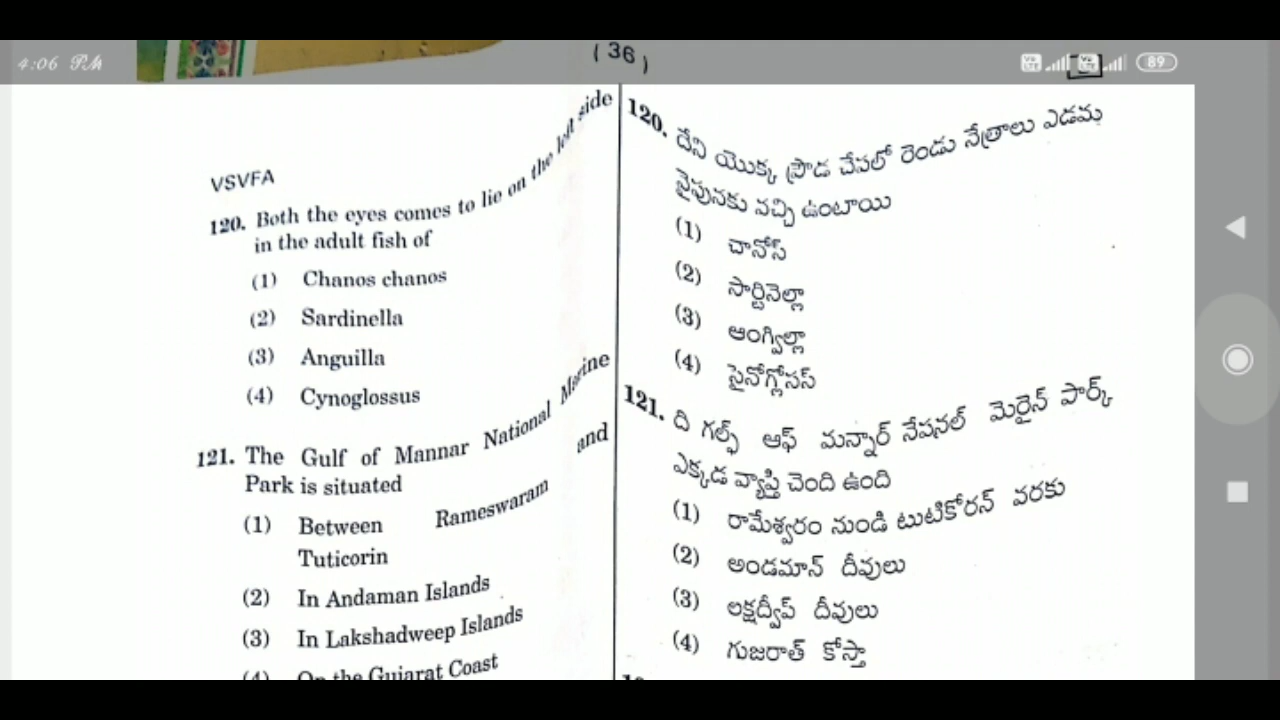 4:06 PM
89
( 36 )
VSVFA
120. Both the eyes comes to lie on the left side
in the adult fish of
(1) Chanos chanos
(2) Sardinella
(3) Anguilla
(4) Cynoglossus
121. The Gulf of Mannar National Marine
Park is situated
(1) Between Rameswaram and
Tuticorin
(2) In Andaman Islands
(3) In Lakshadweep Islands
(4) On the Gujarat Coast
120. దేని యొక్క ప్రౌడ చేపలో రెండు నేత్రాలు ఎడమ
వైపునకు వచ్చి ఉంటాయి
(1) చానోస్
(2) సార్టినెల్లా
(3) ఆంగ్విల్లా
(4) సైనోగ్లోసస్
121. ది గల్ఫ్ ఆఫ్ మన్నార్ నేషనల్ మెరైన్ పార్క్
ఎక్కడ వ్యాప్తి చెంది ఉంది
(1) రామేశ్వరం నుండి టుటికోరన్ వరకు
(2) అండమాన్ దీవులు
(3) లక్షద్వీప్ దీవులు
(4) గుజరాత్ కోస్తా